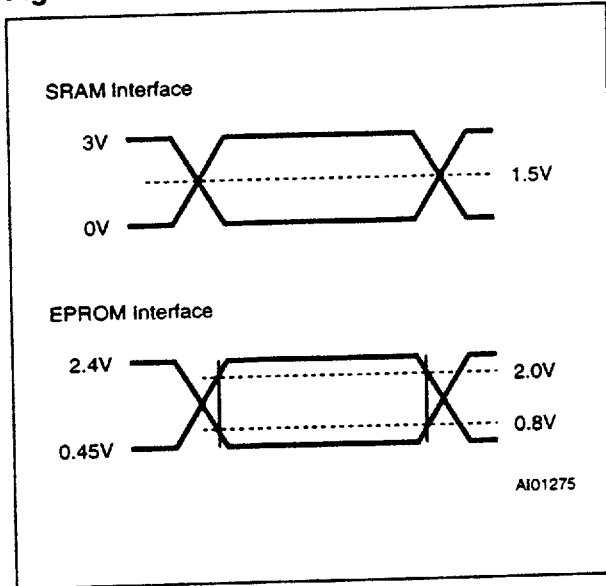 SRAM Interface
3V
1.5V
0V
EPROM Interface
2.4V
2.0V
0.8V
0.45V
AI01275